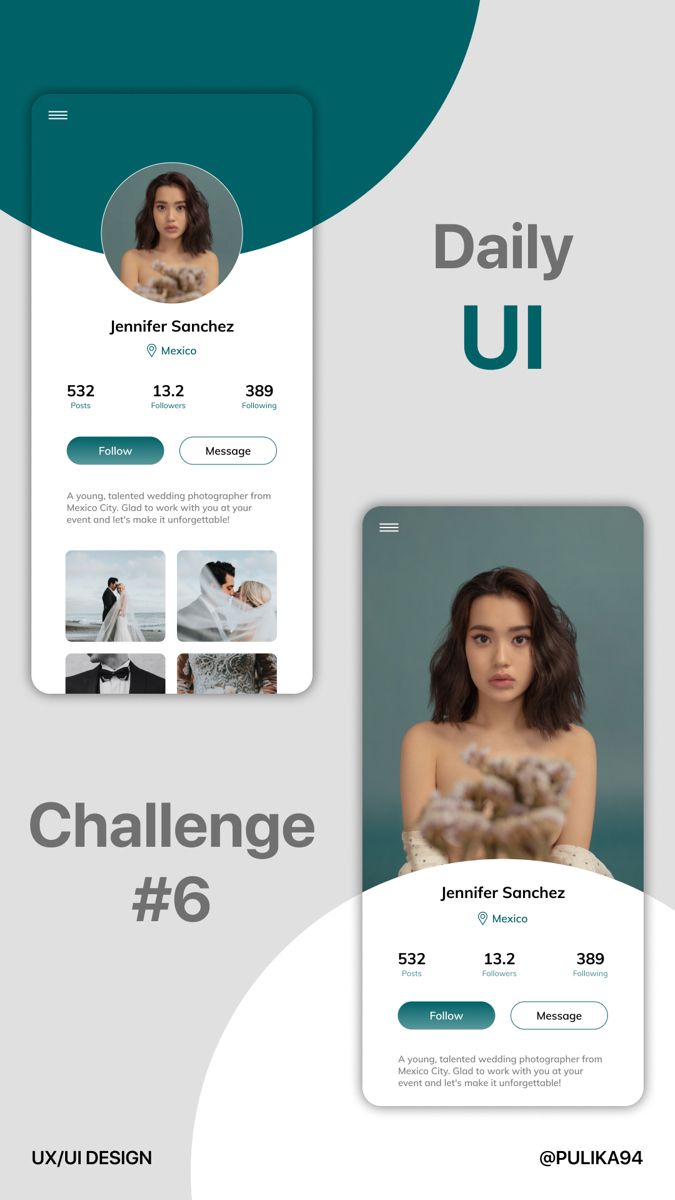 Daily
UI
Jennifer Sanchez
Mexico
532 13.2 389
Posts Followers Following
Follow Message
A young, talented wedding photographer from
Mexico City. Glad to work with you at your
event and let's make it unforgettable!
Challenge
#6
Jennifer Sanchez
Mexico
532 13.2 389
Posts Followers Following
Follow Message
A young, talented wedding photographer from
Mexico City. Glad to work with you at your
event and let's make it unforgettable!
UX/UI DESIGN
@PULIKA94